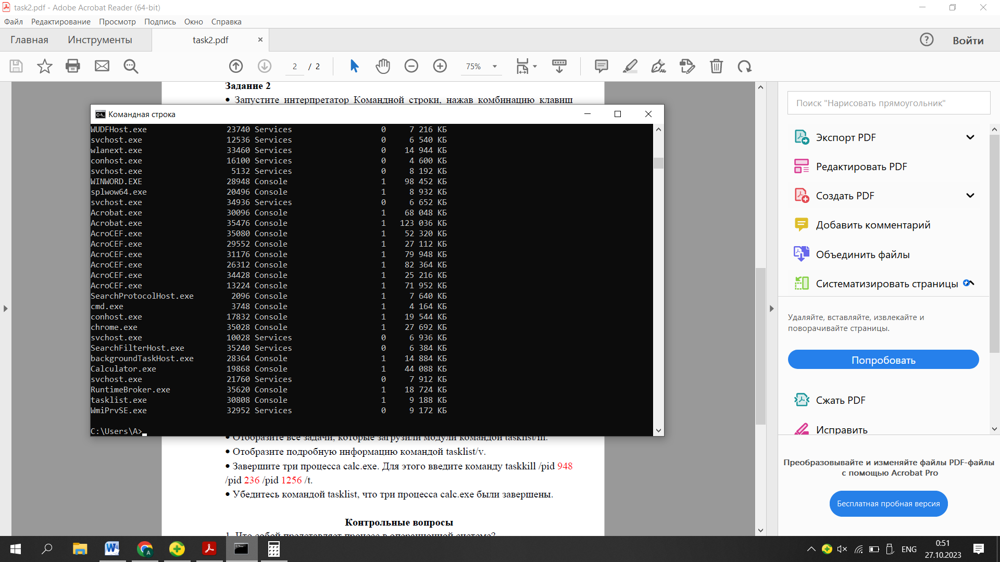 task2.pdf - Adobe Acrobat Reader (64-bit)
Файл Редактирование Просмотр Подпись Окно Справка
Главная Инструменты task2.pdf Войти
2 / 2 75%
Задание 2
• Запустите интерпретатор Командной строки, нажав комбинацию клавиш
Командная строка
WUDFHost.exe 23740 Services 0 7 216 КБ
svchost.exe 12536 Services 0 6 540 КБ
wlanext.exe 33460 Services 0 14 944 КБ
conhost.exe 16100 Services 0 4 600 КБ
svchost.exe 5132 Services 0 8 192 КБ
WINWORD.EXE 28948 Console 1 98 452 КБ
splwow64.exe 20496 Console 1 8 932 КБ
svchost.exe 34936 Services 0 6 652 КБ
Acrobat.exe 30096 Console 1 68 048 КБ
Acrobat.exe 35476 Console 1 123 036 КБ
AcroCEF.exe 35080 Console 1 52 320 КБ
AcroCEF.exe 29552 Console 1 27 112 КБ
AcroCEF.exe 31176 Console 1 79 948 КБ
AcroCEF.exe 26312 Console 1 82 364 КБ
AcroCEF.exe 34428 Console 1 25 216 КБ
AcroCEF.exe 13224 Console 1 71 952 КБ
SearchProtocolHost.exe 2096 Console 1 7 640 КБ
cmd.exe 3748 Console 1 4 164 КБ
conhost.exe 17832 Console 1 19 544 КБ
chrome.exe 35028 Console 1 27 692 КБ
svchost.exe 10028 Services 0 6 936 КБ
SearchFilterHost.exe 35240 Services 0 6 384 КБ
backgroundTaskHost.exe 28364 Console 1 14 884 КБ
Calculator.exe 19868 Console 1 44 088 КБ
svchost.exe 21760 Services 0 7 912 КБ
RuntimeBroker.exe 35620 Console 1 18 724 КБ
tasklist.exe 30808 Console 1 9 188 КБ
WmiPrvSE.exe 32952 Services 0 9 172 КБ
C:\Users\A>
• Отобразите все задачи, которые загрузили модули командой tasklist/m.
• Отобразите подробную информацию командой tasklist/v.
• Завершите три процесса calc.exe. Для этого введите команду taskkill /pid 948
/pid 236 /pid 1256 /t.
• Убедитесь командой tasklist, что три процесса calc.exe были завершены.
Контрольные вопросы
1. Что собой представляет процесс в операционной системе?
Поиск "Нарисовать прямоугольник"
Экспорт PDF
Редактировать PDF
Создать PDF
Добавить комментарий
Объединить файлы
Систематизировать страницы
Удаляйте, вставляйте, извлекайте и
поворачивайте страницы.
Попробовать
Сжать PDF
Исправить
Преобразовывайте и изменяйте файлы PDF-файлы
с помощью Acrobat Pro
Бесплатная пробная версия
ENG
0:51
27.10.2023